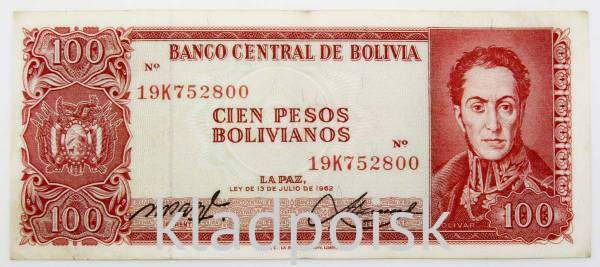 100
BANCO CENTRAL DE BOLIVIA
Nº
19K752800
CIEN PESOS
BOLIVIANOS
Nº
19K752800
LA PAZ,
LEY DE 13 DE JULIO DE 1962
100
BOLIVAR
100
kladpoisk